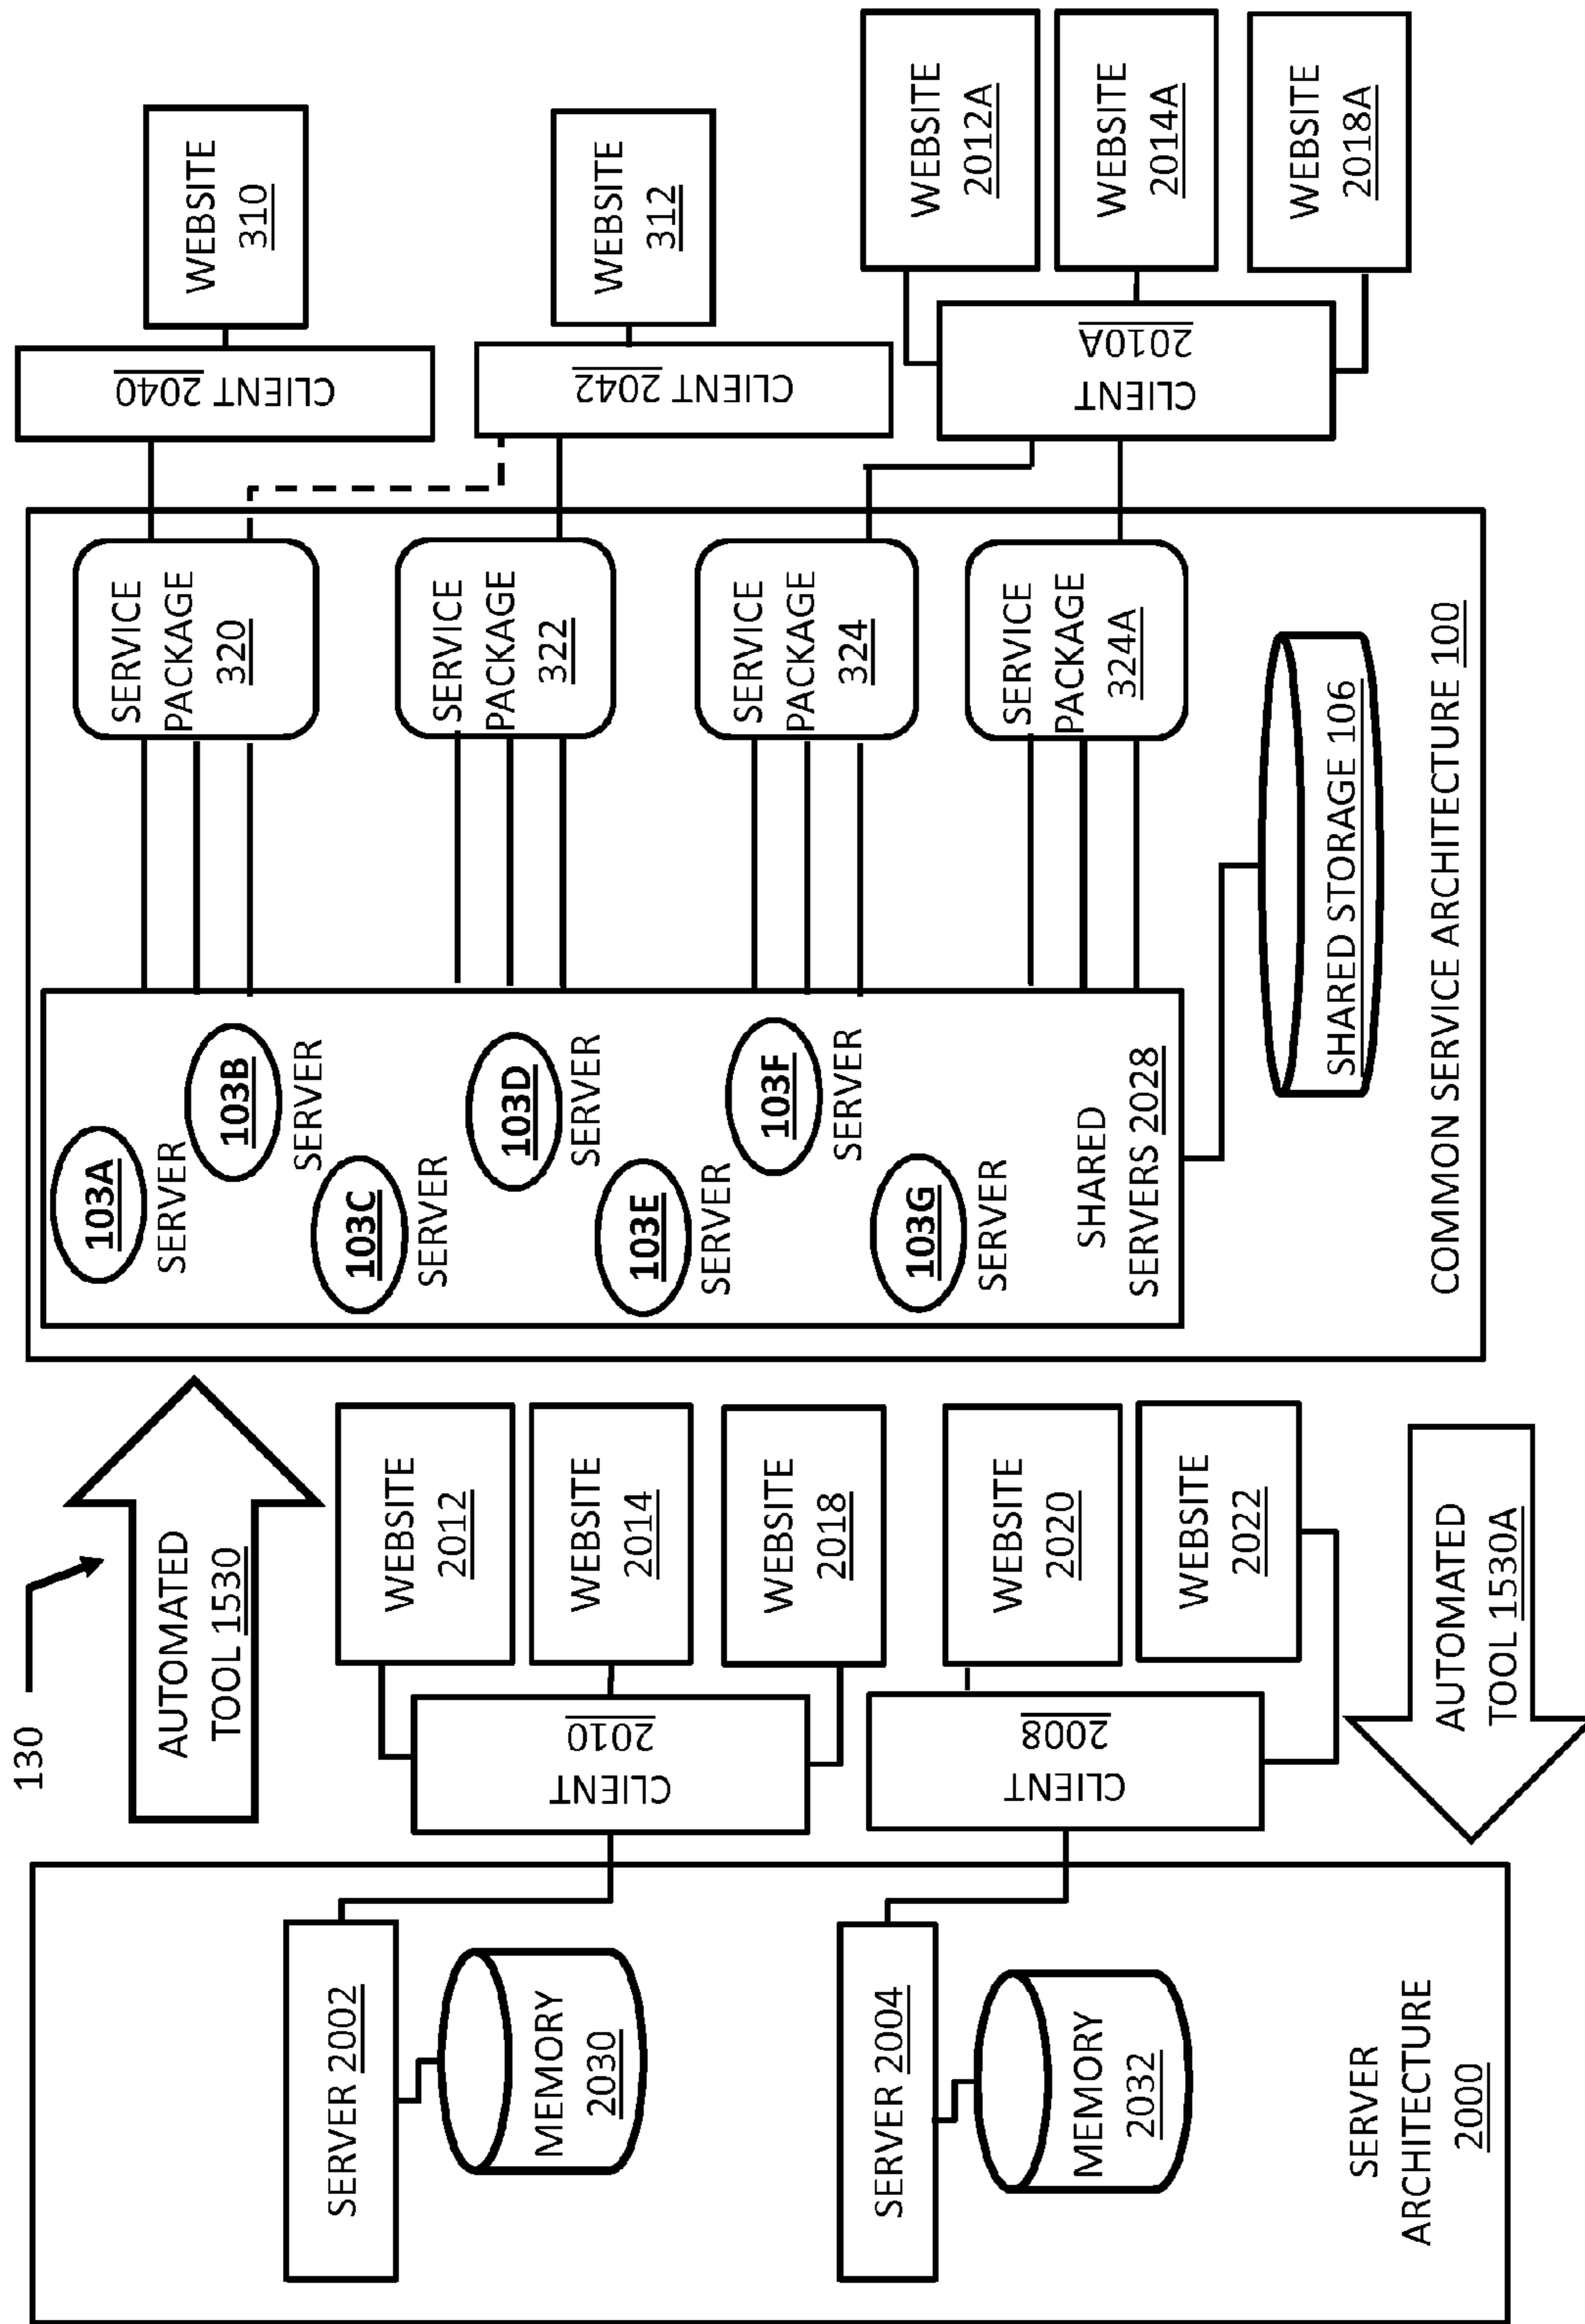 130
AUTOMATED
TOOL 1530
SERVER 2002
MEMORY
2030
SERVER 2004
MEMORY
2032
SERVER
ARCHITECTURE
2000
CLIENT
2010
WEBSITE
2012
WEBSITE
2014
WEBSITE
2018
CLIENT
2008
WEBSITE
2020
WEBSITE
2022
AUTOMATED
TOOL 1530A
103A
SERVER
103B
SERVER
103C
SERVER
103D
SERVER
103E
SERVER
103F
SERVER
103G
SERVER
SHARED
SERVERS 2028
SERVICE
PACKAGE
320
SERVICE
PACKAGE
322
SERVICE
PACKAGE
324
SERVICE
PACKAGE
324A
SHARED STORAGE 106
COMMON SERVICE ARCHITECTURE 100
CLIENT 2040
WEBSITE
310
CLIENT 2042
WEBSITE
312
CLIENT
2010A
WEBSITE
2012A
WEBSITE
2014A
WEBSITE
2018A